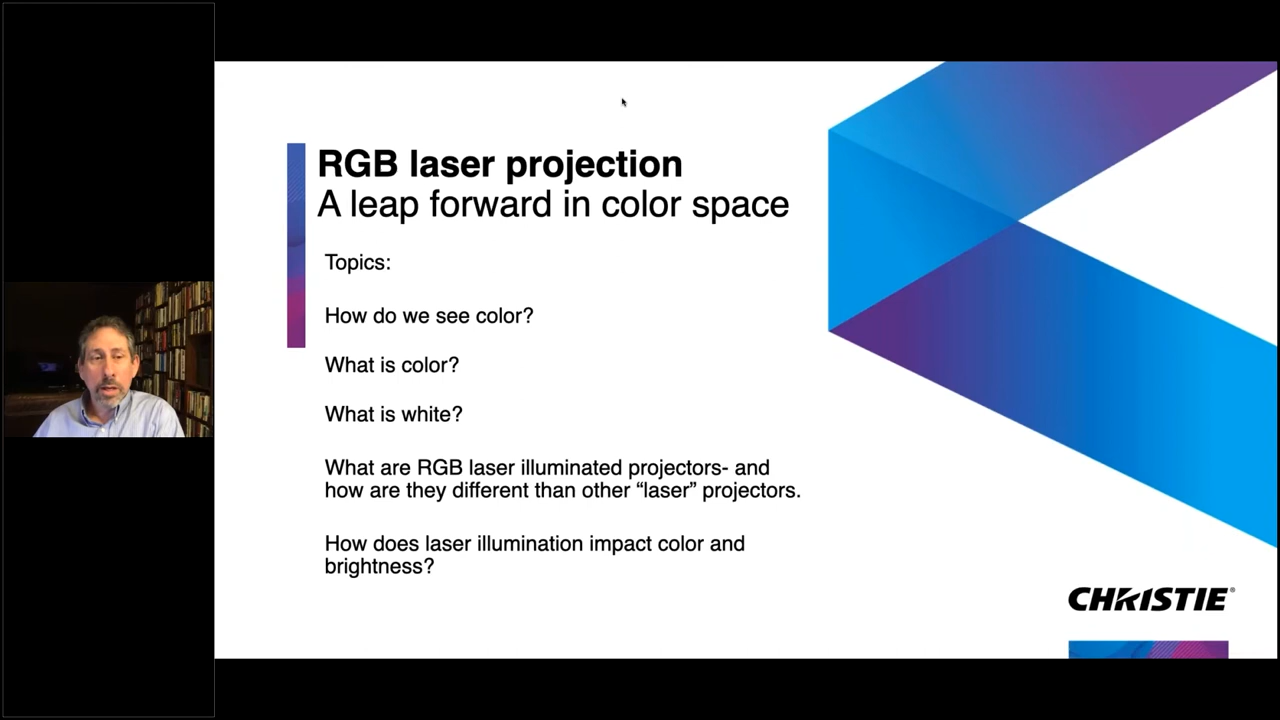 RGB laser projection
A leap forward in color space
Topics:
How do we see color?
What is color?
What is white?
What are RGB laser illuminated projectors- and
how are they different than other “laser” projectors.
How does laser illumination impact color and
brightness?
CHRISTIE®